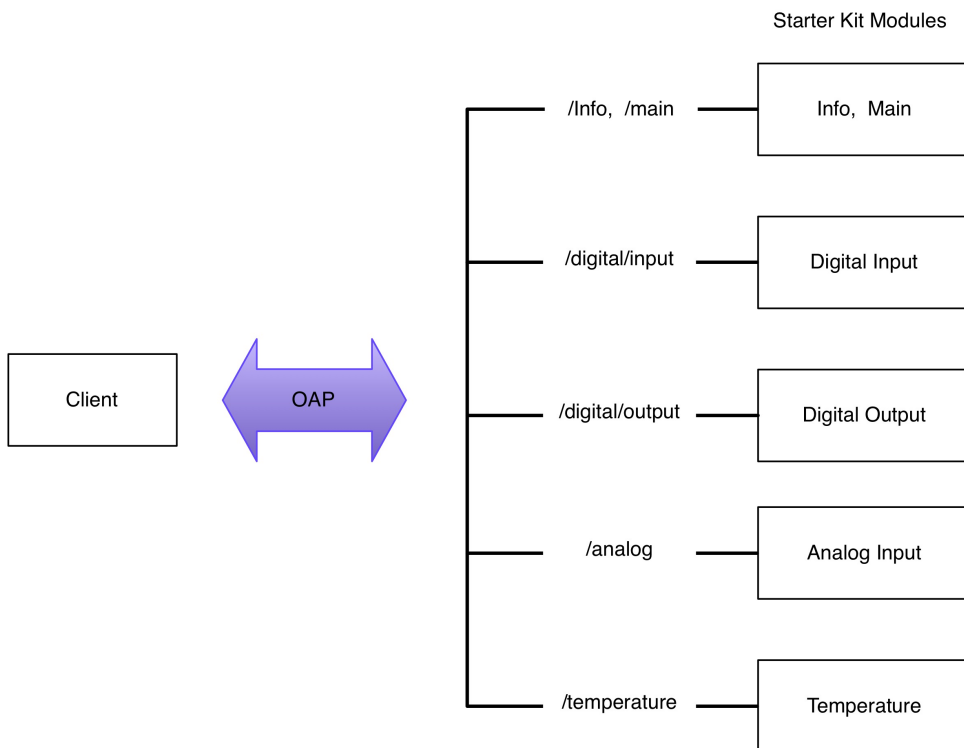 Starter Kit Modules
/Info, /main
Info, Main
/digital/input
Digital Input
Client
OAP
/digital/output
Digital Output
/analog
Analog Input
/temperature
Temperature